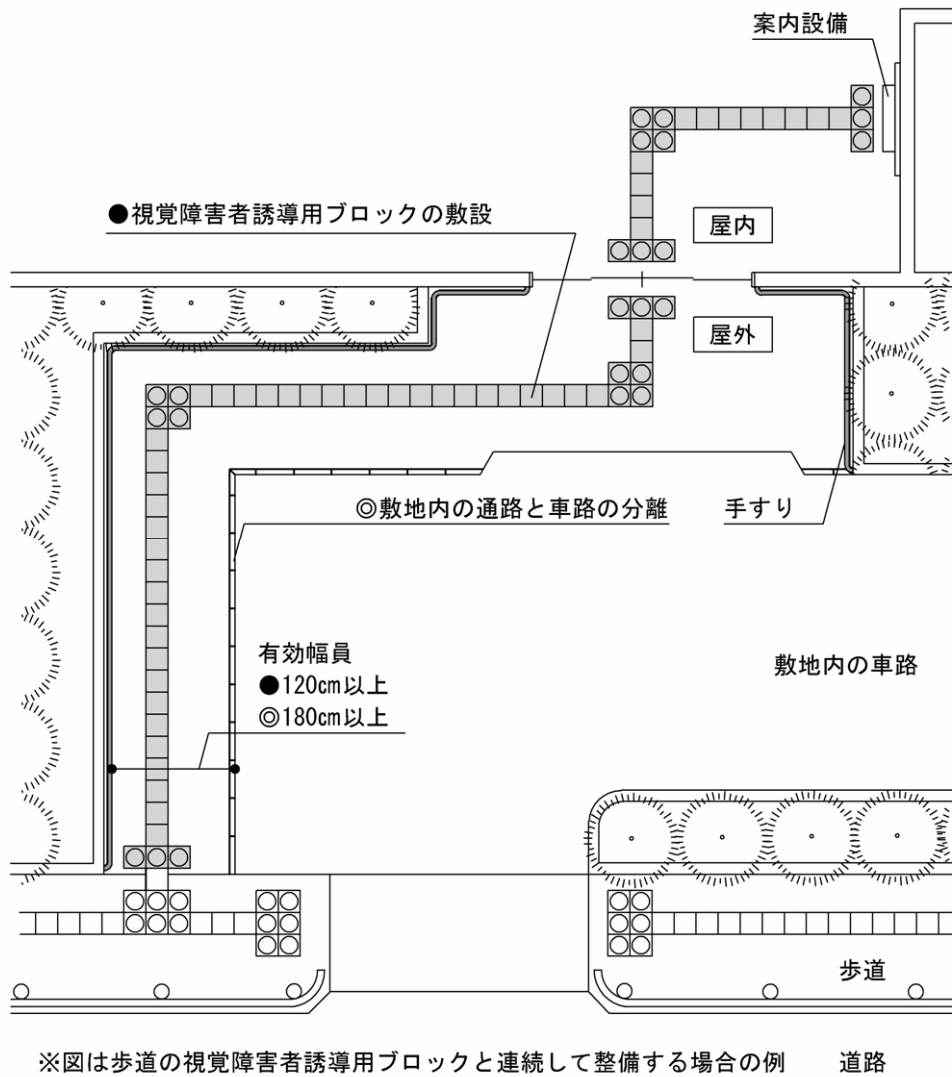 案内設備
●視覚障害者誘導用ブロックの敷設
屋内
屋外
◎敷地内の通路と車路の分離
手すり
有効幅員
●120cm以上
◎180cm以上
敷地内の車路
歩道
※図は歩道の視覚障害者誘導用ブロックと連続して整備する場合の例
道路